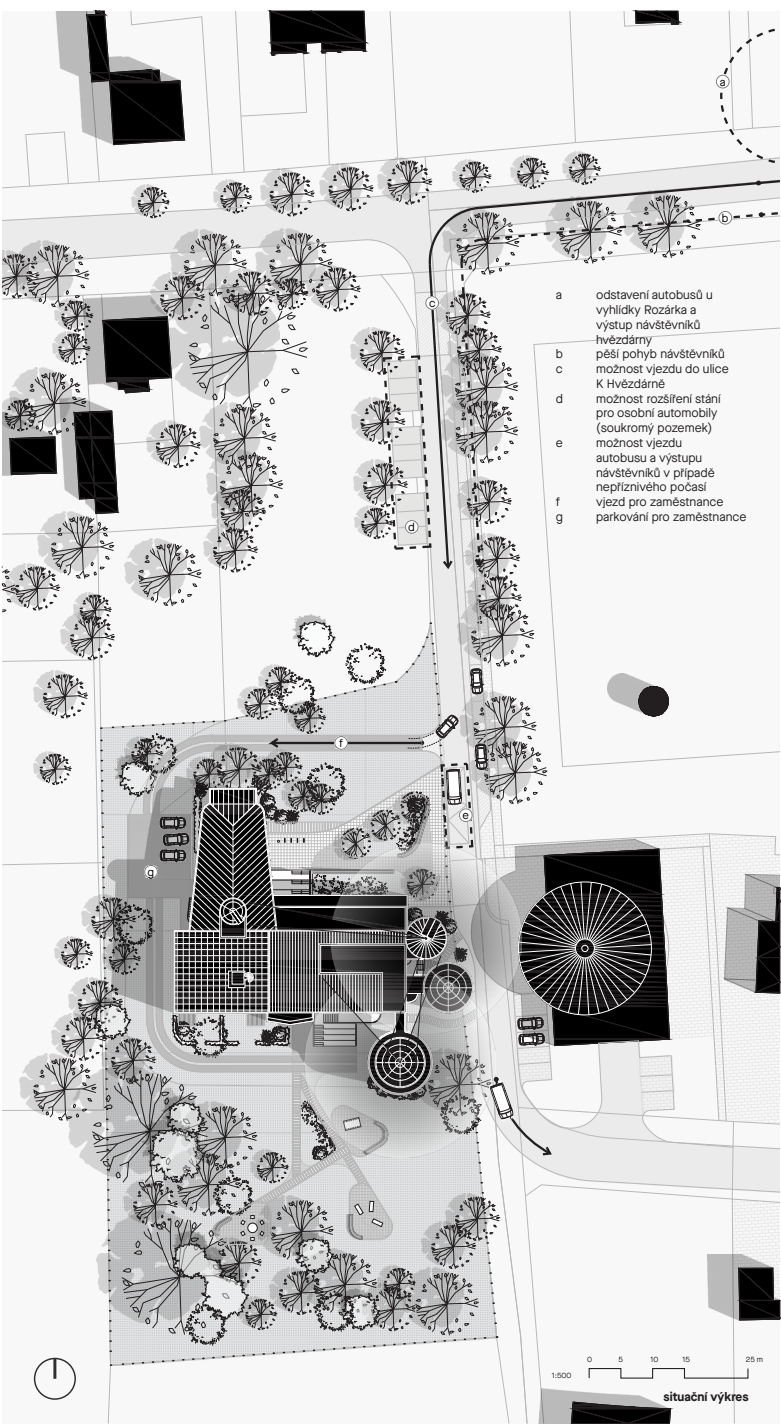 a
b
c
a odstavení autobusů u
vyhlídky Rozárka a
výstup návštěvníků
hvězdárny
b pěší pohyb návštěvníků
c možnost vjezdu do ulice
K Hvězdárně
d možnost rozšíření stání
pro osobní automobily
(soukromý pozemek)
e možnost vjezdu
autobusu a výstupu
návštěvníků v případě
nepříznivého počasí
f vjezd pro zaměstnance
g parkování pro zaměstnance
d
f
e
g
1:500 0 5 10 15 25 m
situační výkres